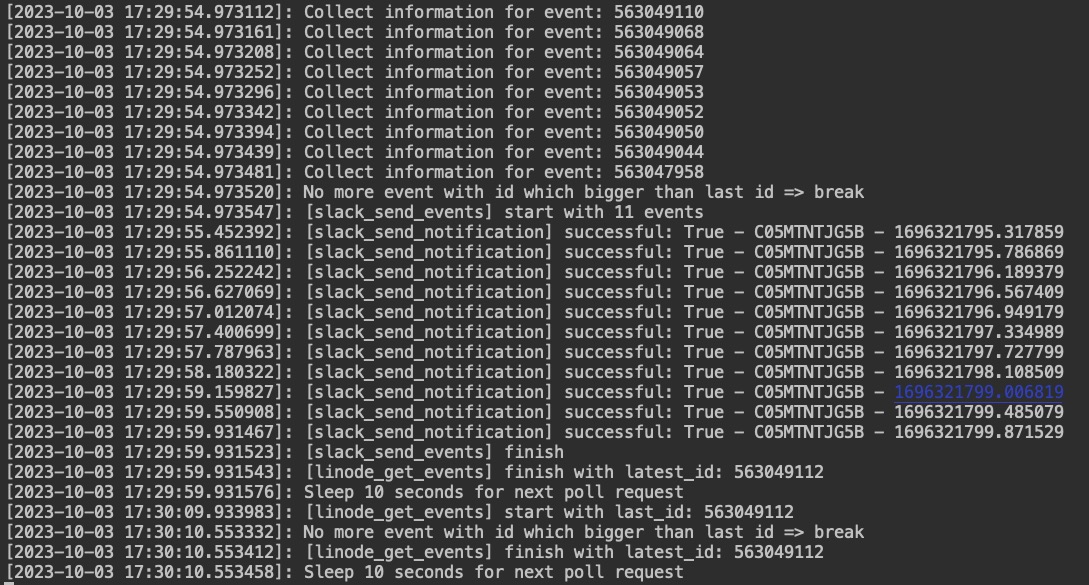 [2023-10-03 17:29:54.973112]: Collect information for event: 563049110
[2023-10-03 17:29:54.973161]: Collect information for event: 563049068
[2023-10-03 17:29:54.973208]: Collect information for event: 563049064
[2023-10-03 17:29:54.973252]: Collect information for event: 563049057
[2023-10-03 17:29:54.973296]: Collect information for event: 563049053
[2023-10-03 17:29:54.973342]: Collect information for event: 563049052
[2023-10-03 17:29:54.973394]: Collect information for event: 563049050
[2023-10-03 17:29:54.973439]: Collect information for event: 563049044
[2023-10-03 17:29:54.973481]: Collect information for event: 563047958
[2023-10-03 17:29:54.973520]: No more event with id which bigger than last id => break
[2023-10-03 17:29:54.973547]: [slack_send_events] start with 11 events
[2023-10-03 17:29:55.452392]: [slack_send_notification] successful: True - C05MTNTJG5B - 1696321795.317859
[2023-10-03 17:29:55.861110]: [slack_send_notification] successful: True - C05MTNTJG5B - 1696321795.786869
[2023-10-03 17:29:56.252242]: [slack_send_notification] successful: True - C05MTNTJG5B - 1696321796.189379
[2023-10-03 17:29:56.627069]: [slack_send_notification] successful: True - C05MTNTJG5B - 1696321796.567409
[2023-10-03 17:29:57.012074]: [slack_send_notification] successful: True - C05MTNTJG5B - 1696321796.949179
[2023-10-03 17:29:57.400699]: [slack_send_notification] successful: True - C05MTNTJG5B - 1696321797.334989
[2023-10-03 17:29:57.787963]: [slack_send_notification] successful: True - C05MTNTJG5B - 1696321797.727799
[2023-10-03 17:29:58.180322]: [slack_send_notification] successful: True - C05MTNTJG5B - 1696321798.108509
[2023-10-03 17:29:59.159827]: [slack_send_notification] successful: True - C05MTNTJG5B - 1696321799.006819
[2023-10-03 17:29:59.550908]: [slack_send_notification] successful: True - C05MTNTJG5B - 1696321799.485079
[2023-10-03 17:29:59.931467]: [slack_send_notification] successful: True - C05MTNTJG5B - 1696321799.871529
[2023-10-03 17:29:59.931523]: [slack_send_events] finish
[2023-10-03 17:29:59.931543]: [linode_get_events] finish with latest_id: 563049112
[2023-10-03 17:29:59.931576]: Sleep 10 seconds for next poll request
[2023-10-03 17:30:09.933983]: [linode_get_events] start with last_id: 563049112
[2023-10-03 17:30:10.553332]: No more event with id which bigger than last id => break
[2023-10-03 17:30:10.553412]: [linode_get_events] finish with latest_id: 563049112
[2023-10-03 17:30:10.553458]: Sleep 10 seconds for next poll request